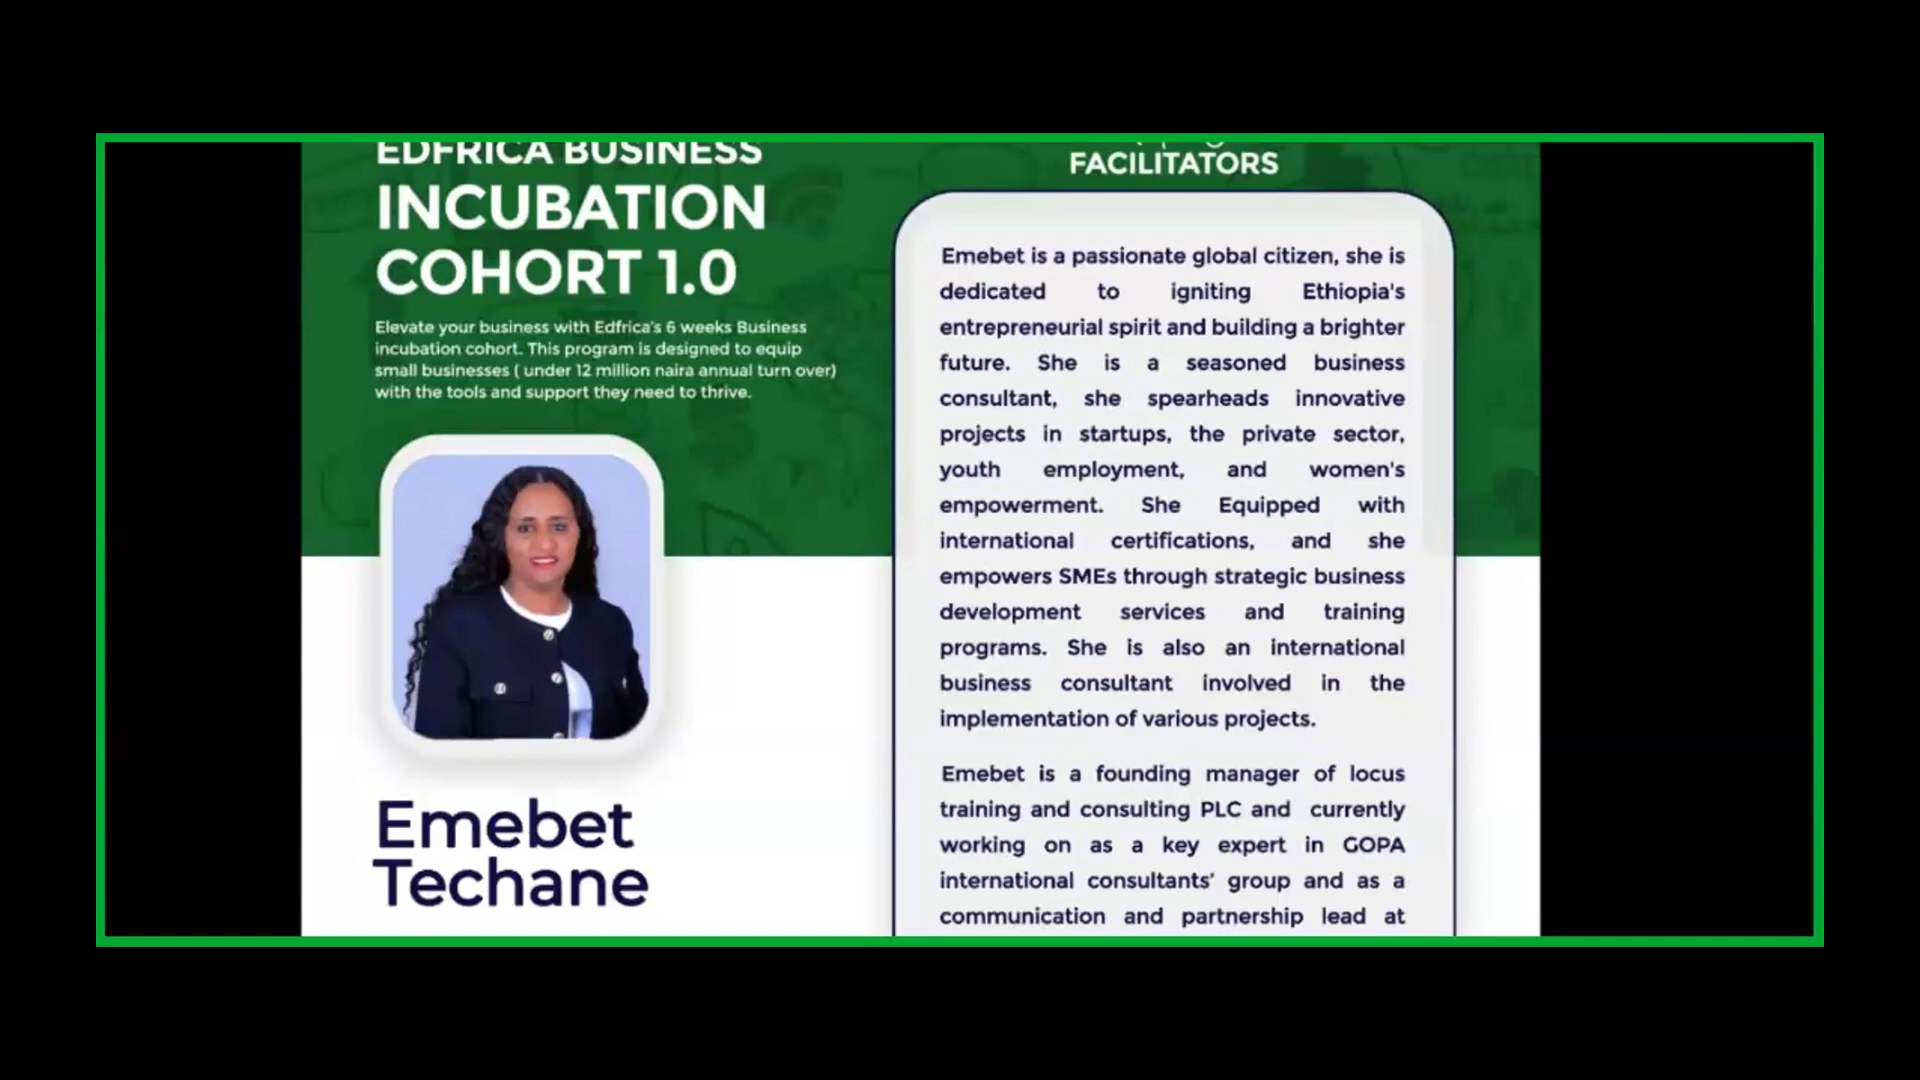 EDFRICA BUSINESS
INCUBATION
COHORT 1.0
Elevate your business with Edfrica's 6 weeks Business
incubation cohort. This program is designed to equip
small businesses ( under 12 million naira annual turn over)
with the tools and support they need to thrive.
Emebet
Techane
FACILITATORS
Emebet is a passionate global citizen, she is
dedicated to igniting Ethiopia's
entrepreneurial spirit and building a brighter
future. She is a seasoned business
consultant, she spearheads innovative
projects in startups, the private sector,
youth employment, and women's
empowerment. She Equipped with
international certifications, and she
empowers SMEs through strategic business
development services and training
programs. She is also an international
business consultant involved in the
implementation of various projects.
Emebet is a founding manager of locus
training and consulting PLC and currently
working on as a key expert in GOPA
international consultants' group and as a
communication and partnership lead at